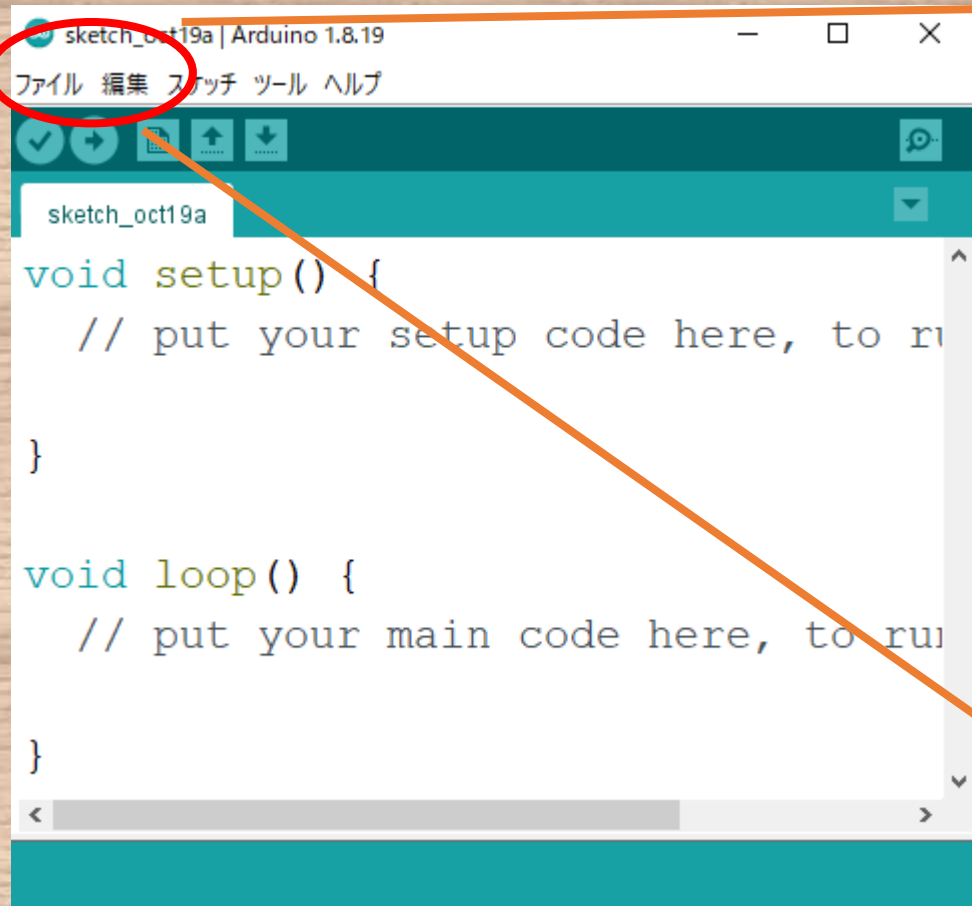 sketch_oct19a | Arduino 1.8.19
ファイル 編集 スケッチ ツール ヘルプ
sketch_oct19a
void setup() {
// put your setup code here, to
}
void loop() {
// put your main code here, to
}